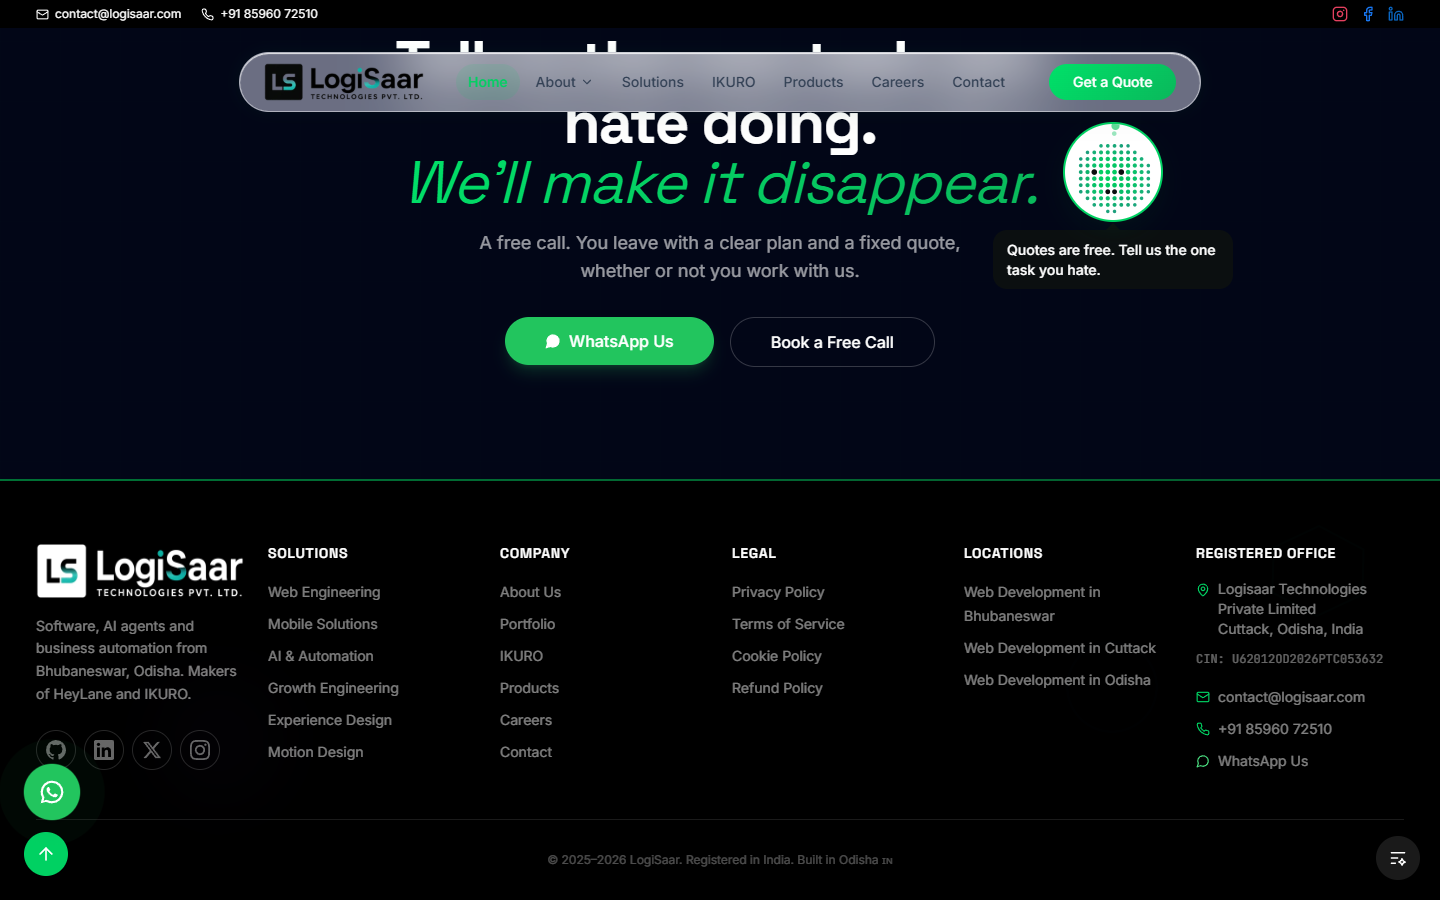 contact@logisaar.com
+91 85960 72510
LS LogiSaar
TECHNOLOGIES PVT. LTD.
Home
About
Solutions
IKURO
Products
Careers
Contact
Get a Quote
hate doing.
We'll make it disappear.
A free call. You leave with a clear plan and a fixed quote,
whether or not you work with us.
Quotes are free. Tell us the one
task you hate.
WhatsApp Us
Book a Free Call
LS LogiSaar
TECHNOLOGIES PVT. LTD.
Software, AI agents and
business automation from
Bhubaneswar, Odisha. Makers
of HeyLane and IKURO.
SOLUTIONS
Web Engineering
Mobile Solutions
AI & Automation
Growth Engineering
Experience Design
Motion Design
COMPANY
About Us
Portfolio
IKURO
Products
Careers
Contact
LEGAL
Privacy Policy
Terms of Service
Cookie Policy
Refund Policy
LOCATIONS
Web Development in
Bhubaneswar
Web Development in Cuttack
Web Development in Odisha
REGISTERED OFFICE
Logisaar Technologies
Private Limited
Cuttack, Odisha, India
CIN: U62012OD2026PTC053632
contact@logisaar.com
+91 85960 72510
WhatsApp Us
© 2025–2026 LogiSaar. Registered in India. Built in Odisha IN